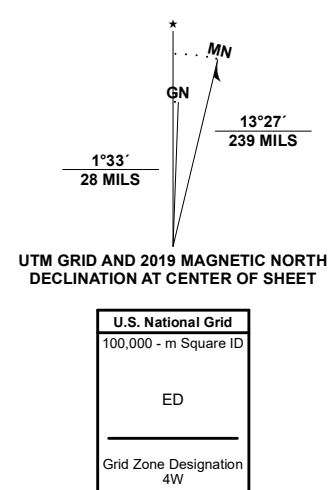 ★
MN
GN
13°27´
239 MILS
1°33´
28 MILS
UTM GRID AND 2019 MAGNETIC NORTH
DECLINATION AT CENTER OF SHEET
U.S. National Grid
100,000 - m Square ID
ED
Grid Zone Designation
4W